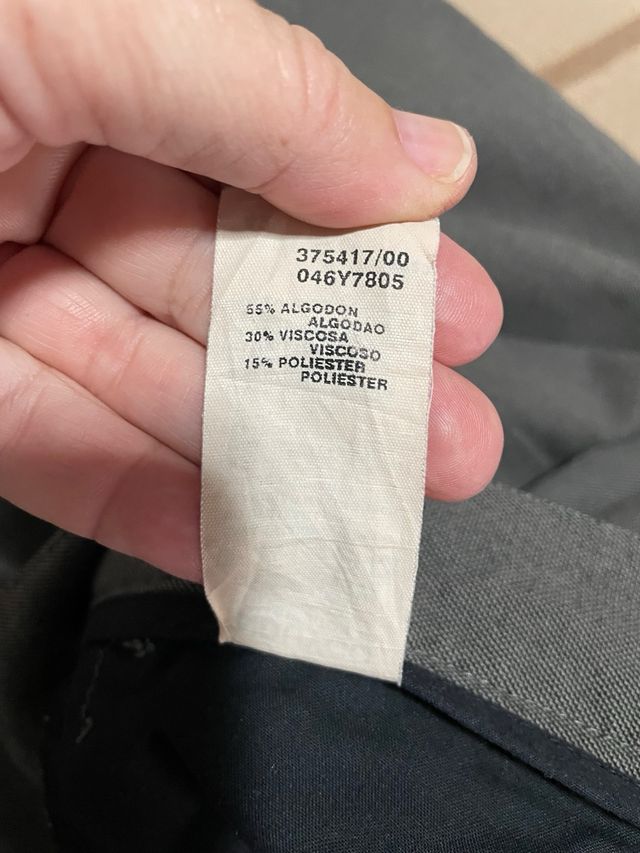 375417/00
046Y7805
55% ALGODON
ALGODAO
30% VISCOSA
VISCOSO
15% POLIESTER
POLIESTER